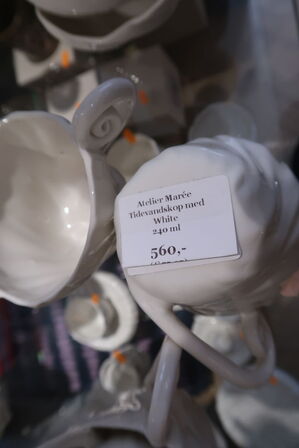 Atelier Marée
Tidevandskop med
White
240 ml
560,-